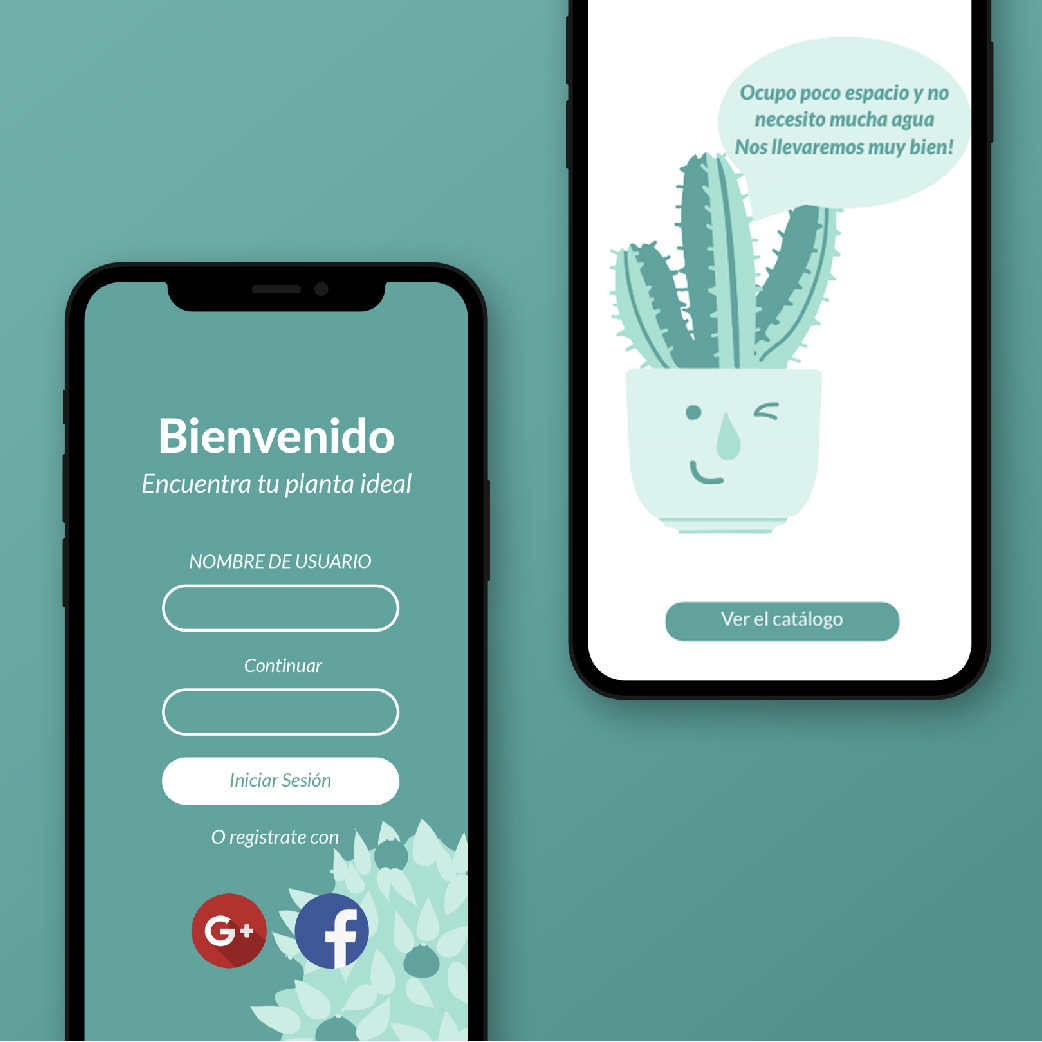 Bienvenido
Encuentra tu planta ideal
NOMBRE DE USUARIO
Continuar
Iniciar Sesión
O registrate con
G+
f
Ocupo poco espacio y no
necesito mucha agua
Nos llevaremos muy bien!
Ver el catálogo